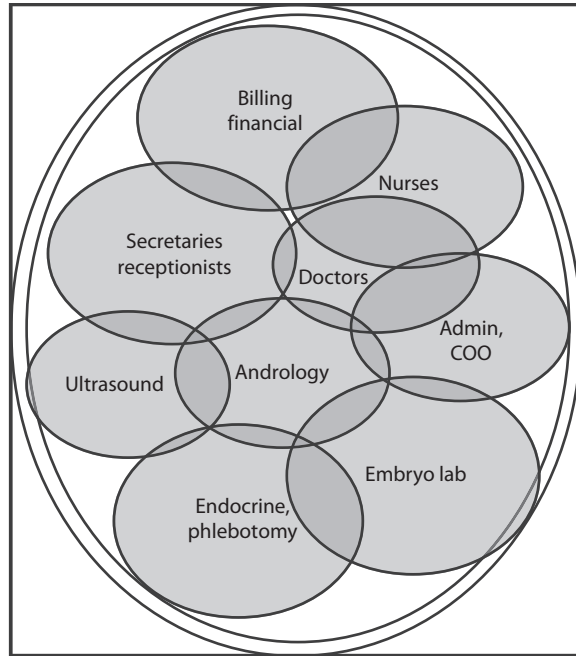 Billing
financial
Nurses
Secretaries
receptionists
Doctors
Admin,
COO
Ultrasound
Andrology
Embryo lab
Endocrine,
phlebotomy